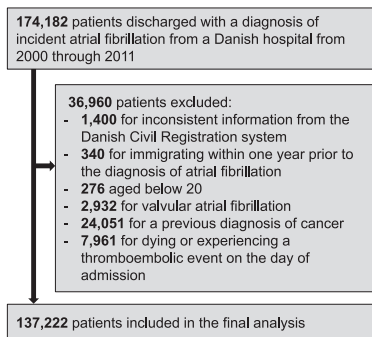 174,182 patients discharged with a diagnosis of
incident atrial fibrillation from a Danish hospital from
2000 through 2011
36,960 patients excluded:
- 1,400 for inconsistent information from the
Danish Civil Registration system
- 340 for immigrating within one year prior to
the diagnosis of atrial fibrillation
- 276 aged below 20
- 2,932 for valvular atrial fibrillation
- 24,051 for a previous diagnosis of cancer
- 7,961 for dying or experiencing a
thromboembolic event on the day of
admission
137,222 patients included in the final analysis